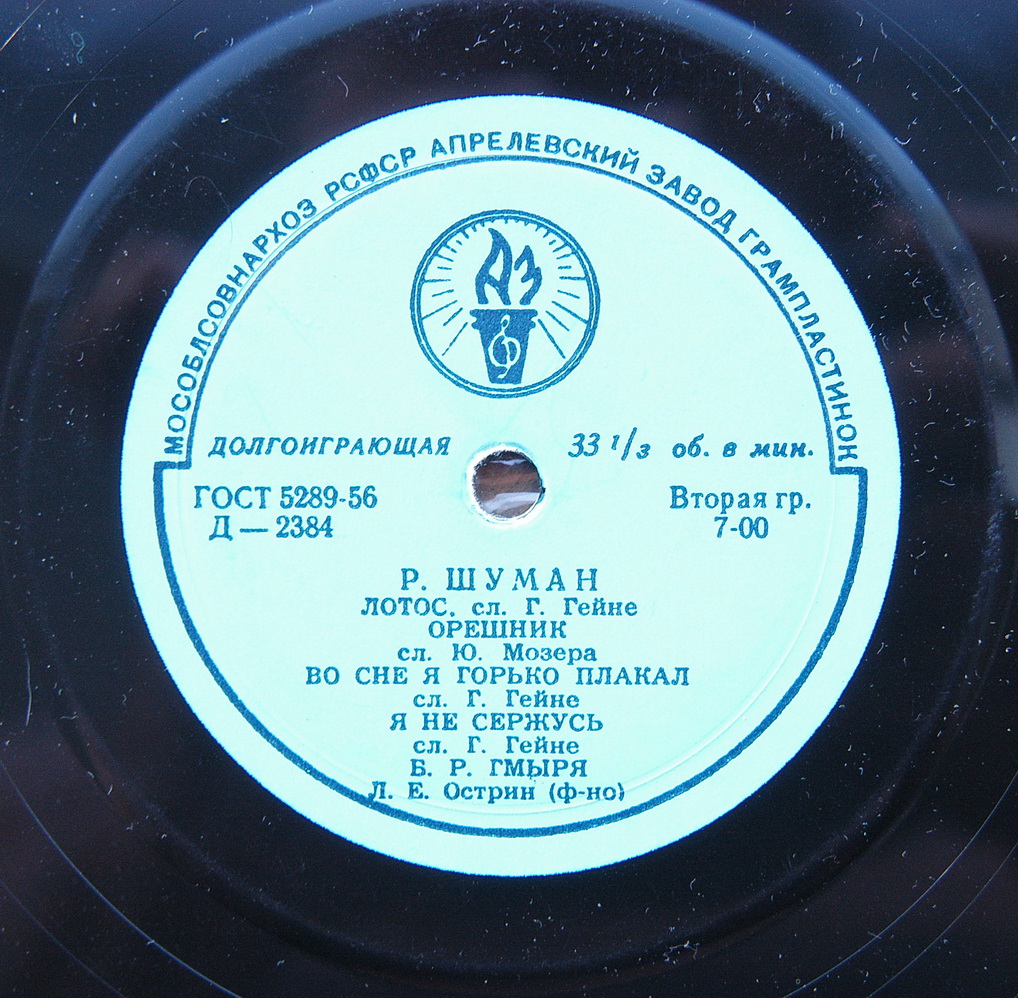 МОСОБЛСОВНАРХОЗ РСФСР АПРЕЛЕВСКИЙ ЗАВОД ГРАМПЛАСТИНОК
АЗ
ДОЛГОИГРАЮЩАЯ 33 1/3 об. в мин.
ГОСТ 5289-56 Вторая гр.
Д — 2384 7-00
Р. ШУМАН
ЛОТОС, сл. Г. Гейне
ОРЕШНИК
сл. Ю. Мозера
ВО СНЕ Я ГОРЬКО ПЛАКАЛ
сл. Г. Гейне
Я НЕ СЕРЖУСЬ
сл. Г. Гейне
Б. Р. ГМЫРЯ
Л. Е. Острин (ф-но)